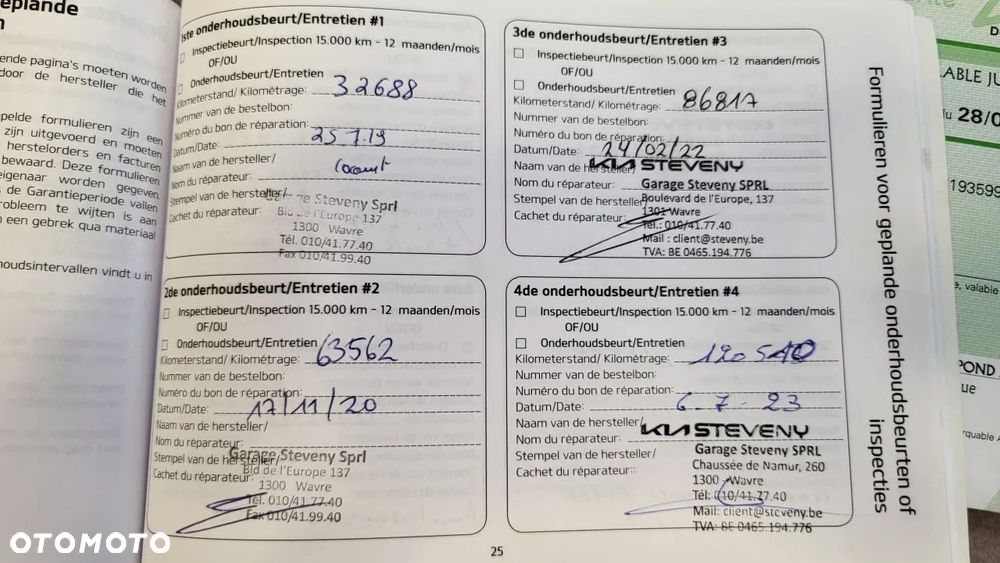 eplande
n
ende pagina's moeten worden
door de hersteller die het
pelde formulieren zijn een
zijn uitgevoerd en moeten
herstelorders en facturen
bewaard. Deze formulieren
eigenaar worden gegeven
s de Garantieperiode vallen
robleem te wijten is aan
n een gebrek qua materiaal
houdsintervallen vindt u in
1ste onderhoudsbeurt/Entretien #1
Inspectiebeurt/Inspection 15.000 km - 12 maanden/mois
OF/OU
Onderhoudsbeurt/Entretien
Kilometerstand/ Kilométrage: 32688
Nummer van de bestelbon:
Numéro du bon de réparation:
Datum/Date: 25.7.19
Naam van de hersteller/
Nom du réparateur:
Stempel van de hersteller/
Cachet du réparateur:
Garage Steveny Sprl
Bld de l'Europe 137
1300 Wavre
Tél. 010/41.77.40
Fax 010/41.99.40
2de onderhoudsbeurt/Entretien #2
Inspectiebeurt/Inspection 15.000 km - 12 maanden/mois
OF/OU
Onderhoudsbeurt/Entretien
Kilometerstand/ Kilométrage: 63562
Nummer van de bestelbon:
Numéro du bon de réparation:
Datum/Date: 17/11/20
Naam van de hersteller/
Nom du réparateur:
Stempel van de hersteller/
Cachet du réparateur:
Garage Steveny Sprl
Bld de l'Europe 137
1300 Wavre
Tel. 010/41.77.40
Fax 010/41.99.40
3de onderhoudsbeurt/Entretien #3
Inspectiebeurt/Inspection 15.000 km - 12 maanden/mois
OF/OU
Onderhoudsbeurt/Entretien
Kilometerstand/ Kilométrage: 86817
Nummer van de bestelbon:
Numéro du bon de réparation:
Datum/Date: 24/02/22
Naam van de hersteller/
KIA STEVENY
Nom du réparateur:
Garage Steveny SPRL
Stempel van de hersteller/
Boulevard de l'Europe, 137
Cachet du réparateur:
1301 Wavre
Tel.: 010/41.77.40
Mail : client@steveny.be
TVA: BE 0465.194.776
4de onderhoudsbeurt/Entretien #4
Inspectiebeurt/Inspection 15.000 km - 12 maanden/mois
OF/OU
Onderhoudsbeurt/Entretien
Kilometerstand/ Kilométrage: 120540
Nummer van de bestelbon:
Numéro du bon de réparation:
Datum/Date: 6-7-23
Naam van de hersteller/
KIA STEVENY
Nom du réparateur:
Garage Steveny SPRL
Stempel van de hersteller/
Chaussée de Namur, 260
Cachet du réparateur::
1300 Wavre
Tél: 010/41.77.40
Mail: client@steveny.be
TVA: BE 0465.194.776
Formulieren voor geplande onderhoudsbeurten of
inspecties
25
ABLE JU
u 28/0
193599
, valable
POND
ue
rquable A
OTOMOTO